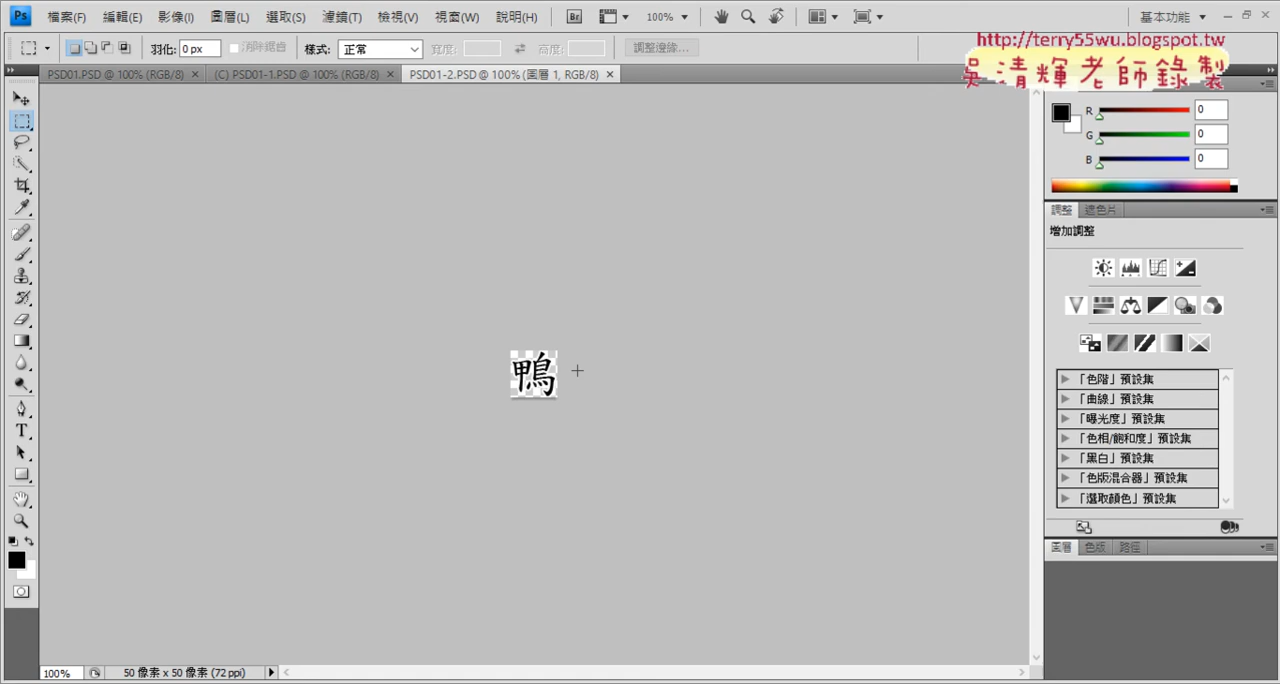 Ps 檔案(F) 編輯(E) 影像(I) 圖層(L) 選取(S) 濾鏡(T) 檢視(V) 視窗(W) 說明(H) Br 100% 基本功能
羽化: 0 px 消除鋸齒 樣式: 正常 寬度: 高度: 調整邊緣...
http://terry55wu.blogspot.tw
吳清輝老師錄製
PSD01.PSD @ 100% (RGB/8) × (C) PSD01-1.PSD @ 100% (RGB/8) × PSD01-2.PSD @ 100% (圖層 1, RGB/8) ×
R 0
G 0
B 0
調整 遮色片
增加調整
「色階」預設集
「曲線」預設集
「曝光度」預設集
「色相/飽和度」預設集
「黑白」預設集
「色版混合器」預設集
「選取顏色」預設集
圖層 色版 路徑
鴨
T
100% 50 像素 x 50 像素 (72 ppi)